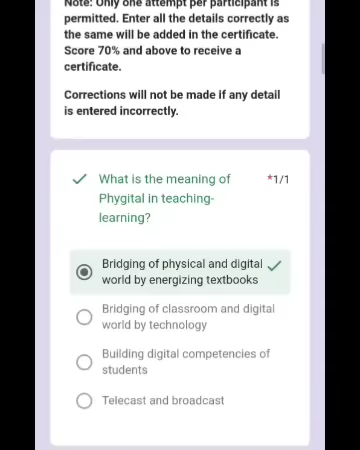 Note: Only one attempt per participant is
permitted. Enter all the details correctly as
the same will be added in the certificate.
Score 70% and above to receive a
certificate.
Corrections will not be made if any detail
is entered incorrectly.
What is the meaning of *1/1
Phygital in teaching-
learning?
Bridging of physical and digital
world by energizing textbooks
Bridging of classroom and digital
world by technology
Building digital competencies of
students
Telecast and broadcast